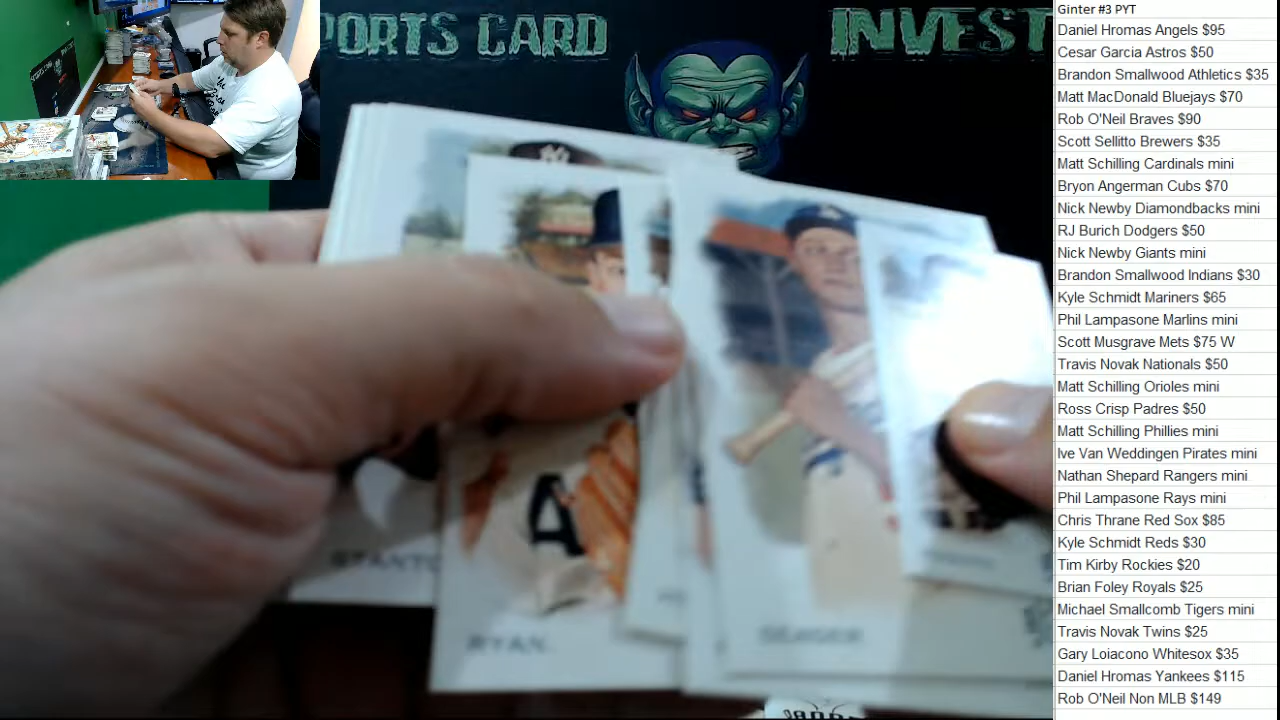 PORTS CARD INVEST
STANT
A
RYAN.
SEAGER
Ginter #3 PYT
Daniel Hromas Angels $95
Cesar Garcia Astros $50
Brandon Smallwood Athletics $35
Matt MacDonald Bluejays $70
Rob O'Neil Braves $90
Scott Sellitto Brewers $35
Matt Schilling Cardinals mini
Bryon Angerman Cubs $70
Nick Newby Diamondbacks mini
RJ Burich Dodgers $50
Nick Newby Giants mini
Brandon Smallwood Indians $30
Kyle Schmidt Mariners $65
Phil Lampasone Marlins mini
Scott Musgrave Mets $75 W
Travis Novak Nationals $50
Matt Schilling Orioles mini
Ross Crisp Padres $50
Matt Schilling Phillies mini
Ive Van Weddingen Pirates mini
Nathan Shepard Rangers mini
Phil Lampasone Rays mini
Chris Thrane Red Sox $85
Kyle Schmidt Reds $30
Tim Kirby Rockies $20
Brian Foley Royals $25
Michael Smallcomb Tigers mini
Travis Novak Twins $25
Gary Loiacono Whitesox $35
Daniel Hromas Yankees $115
Rob O'Neil Non MLB $149